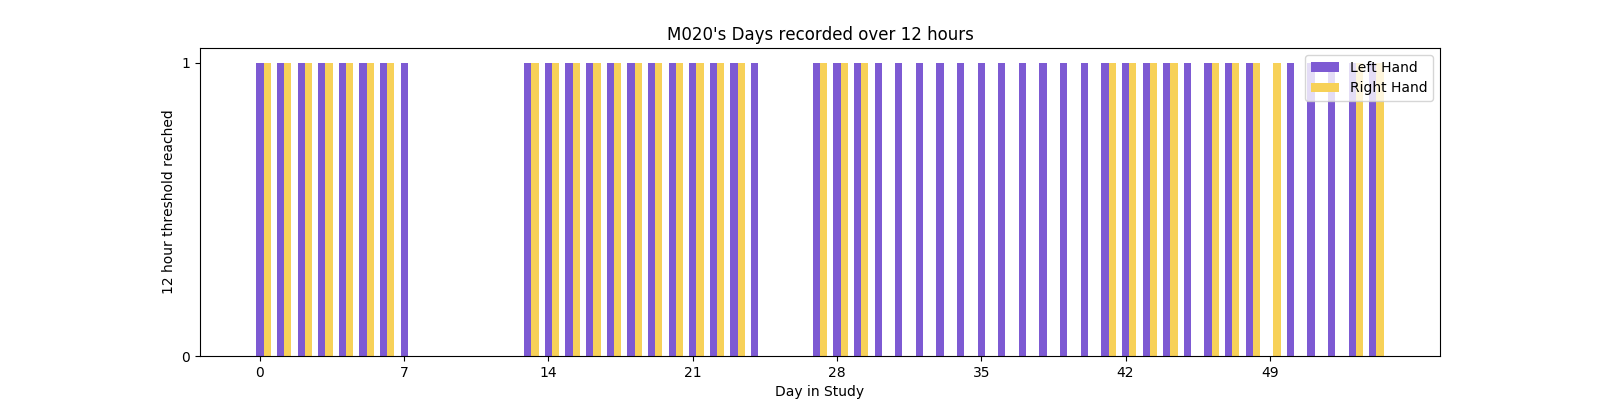 M020's Days recorded over 12 hours
1
0
12 hour threshold reached
Left Hand
Right Hand
0 7 14 21 28 35 42 49
Day in Study